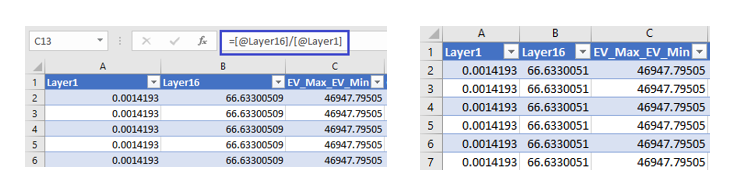 C13 fx =[@Layer16]/[@Layer1]
A B C
1 Layer1 Layer16 EV_Max_EV_Min
2 0.0014193 66.63300509 46947.79505
3 0.0014193 66.63300509 46947.79505
4 0.0014193 66.63300509 46947.79505
5 0.0014193 66.63300509 46947.79505
6 0.0014193 66.63300509 46947.79505
A B C
1 Layer1 Layer16 EV_Max_EV_Min
2 0.0014193 66.6330051 46947.79505
3 0.0014193 66.6330051 46947.79505
4 0.0014193 66.6330051 46947.79505
5 0.0014193 66.6330051 46947.79505
6 0.0014193 66.6330051 46947.79505
7 0.0014193 66.6330051 46947.79505